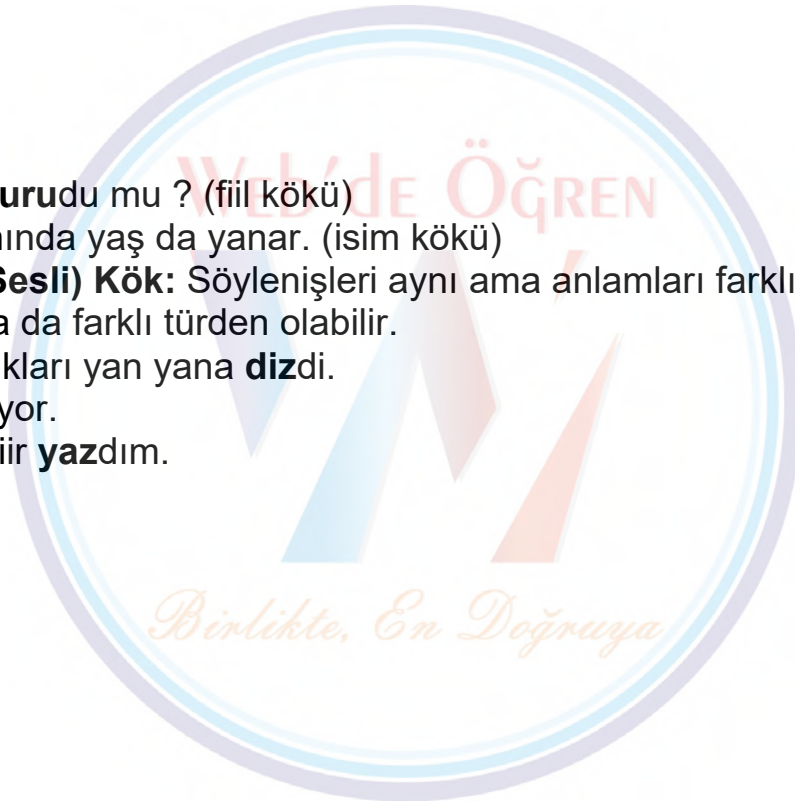 Web'de Öğren
urudu mu ? (fiil kökü)
nında yaş da yanar. (isim kökü)
Sesli) Kök: Söylenişleri aynı ama anlamları farklı
a da farklı türden olabilir.
kları yan yana dizdi.
yor.
iir yazdım.
Birlikte, En Doğruya